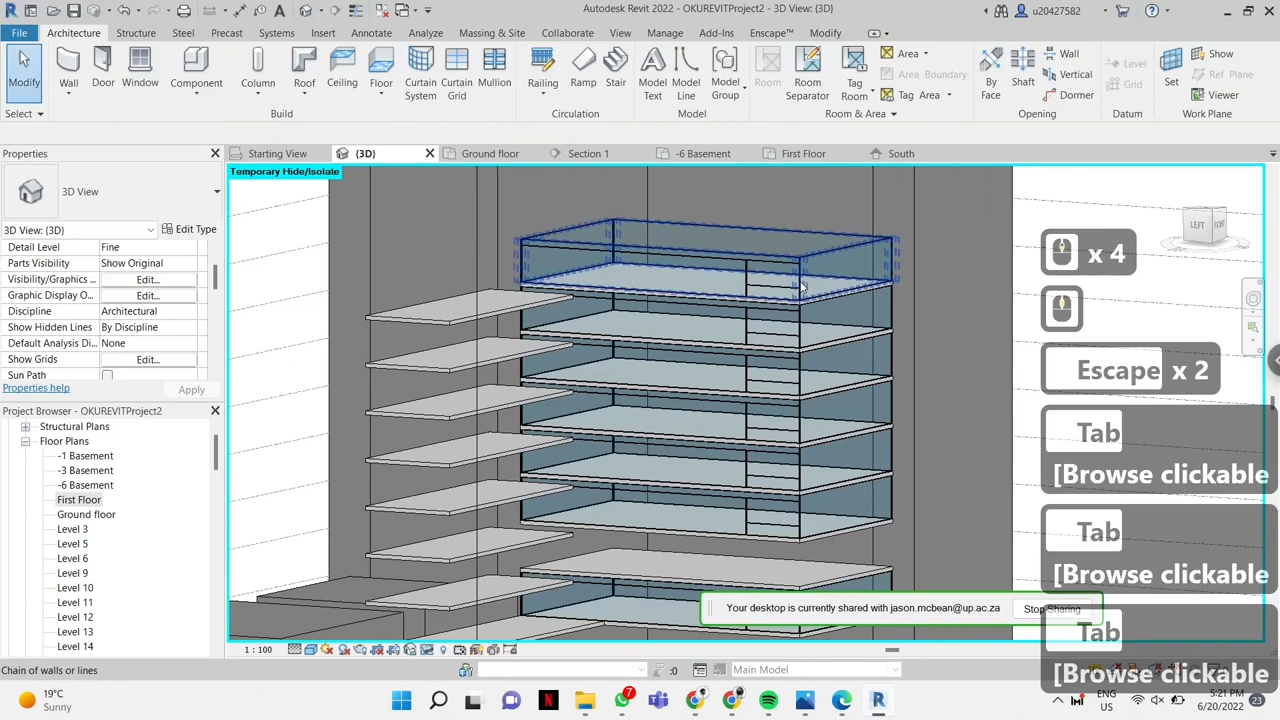 Autodesk Revit 2022 - OKUREVITProject2 - 3D View: {3D}
u20427582
File Architecture Structure Steel Precast Systems Insert Annotate Analyze Massing & Site Collaborate View Manage Add-Ins Enscape™ Modify
Modify Wall Door Window Component Column Roof Ceiling Floor Curtain System Curtain Grid Mullion Railing Ramp Stair Model Text Model Line Model Group Room Room Separator Tag Room Area Area Boundary Tag Area By Face Shaft Wall Vertical Dormer Level Grid Set Show Ref Plane Viewer
Select Build Circulation Model Room & Area Opening Datum Work Plane
Properties
Starting View {3D} Ground floor Section 1 -6 Basement First Floor South
Temporary Hide/Isolate
3D View
3D View: {3D} Edit Type
Detail Level Fine
Parts Visibility Show Original
Visibility/Graphics ... Edit...
Graphic Display O... Edit...
Discipline Architectural
Show Hidden Lines By Discipline
Default Analysis Di... None
Show Grids Edit...
Sun Path
Properties help Apply
Project Browser - OKUREVITProject2
Structural Plans
Floor Plans
-1 Basement
-3 Basement
-6 Basement
First Floor
Ground floor
Level 3
Level 5
Level 6
Level 9
Level 10
Level 11
Level 12
Level 13
Level 14
LEFT
x 4
Escape x 2
Tab
[Browse clickable
Tab
[Browse clickable
Tab
[Browse clickable
Your desktop is currently shared with jason.mcbean@up.ac.za Stop Sharing
1 : 100
Chain of walls or lines
:0
Main Model
19°C
Sunny
7
ENG
US
5:21 PM
6/20/2022
23